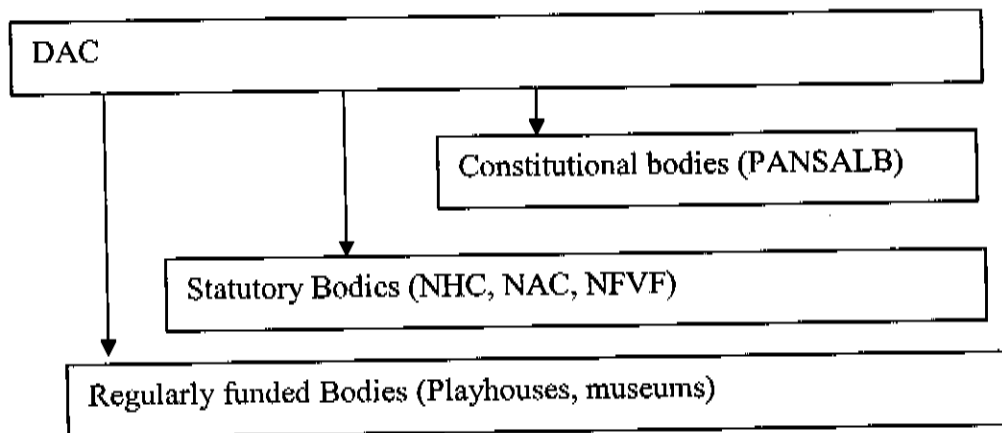 DAC
Constitutional bodies (PANSALB)
Statutory Bodies (NHC, NAC, NFVF)
Regularly funded Bodies (Playhouses, museums)